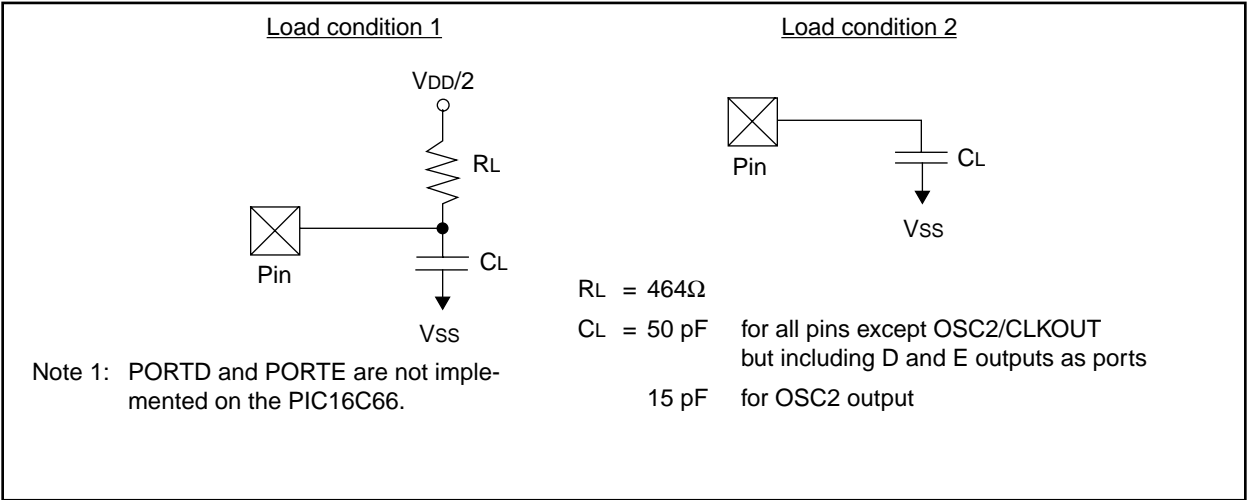 Load condition 1
VDD/2
RL
Pin
CL
VSS
Note 1: PORTD and PORTE are not imple-
mented on the PIC16C66.
Load condition 2
Pin
CL
VSS
RL = 464Ω
CL = 50 pF for all pins except OSC2/CLKOUT
but including D and E outputs as ports
15 pF for OSC2 output